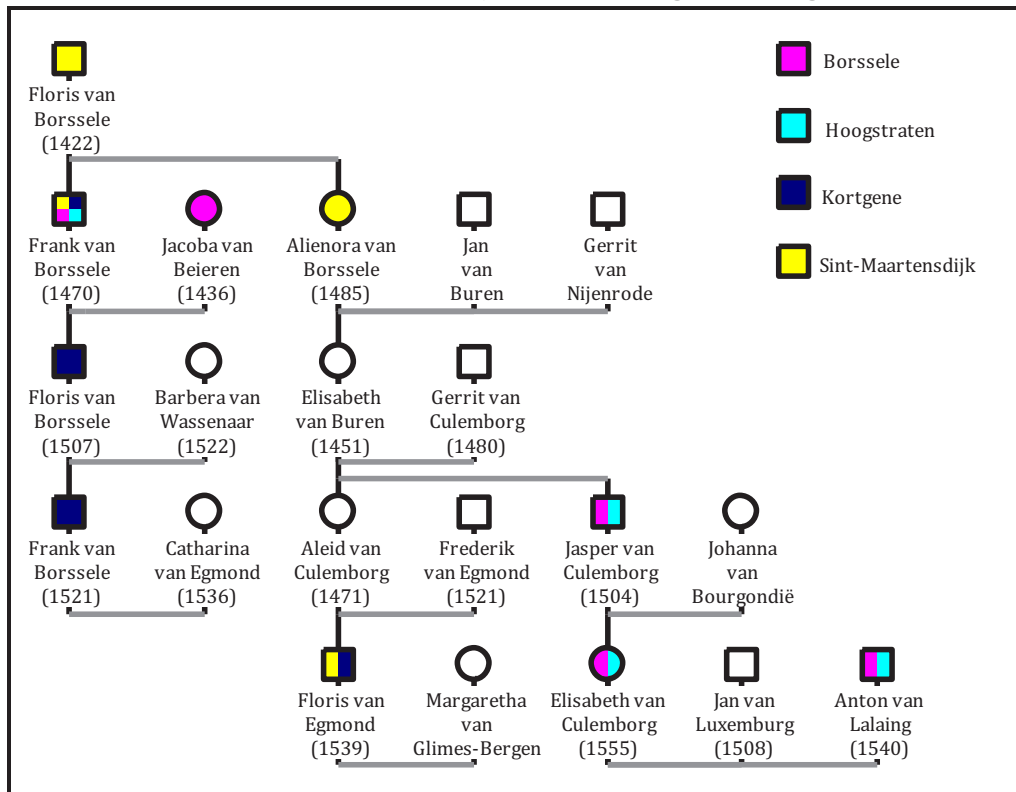 Floris van
Borssele
(1422)
Borssele
Hoogstraten
Kortgene
Sint-Maartensdijk
Frank van
Borssele
(1470)
Jacoba van
Beieren
(1436)
Alienora van
Borssele
(1485)
Jan
van
Buren
Gerrit
van
Nijenrode
Floris van
Borssele
(1507)
Barbera van
Wassenaar
(1522)
Elisabeth
van Buren
(1451)
Gerrit van
Culemborg
(1480)
Frank van
Borssele
(1521)
Catharina
van Egmond
(1536)
Aleid van
Culemborg
(1471)
Frederik
van Egmond
(1521)
Jasper van
Culemborg
(1504)
Johanna
van
Bourgondië
Floris van
Egmond
(1539)
Margaretha
van
Glimes-Bergen
Elisabeth van
Culemborg
(1555)
Jan van
Luxemburg
(1508)
Anton van
Lalaing
(1540)